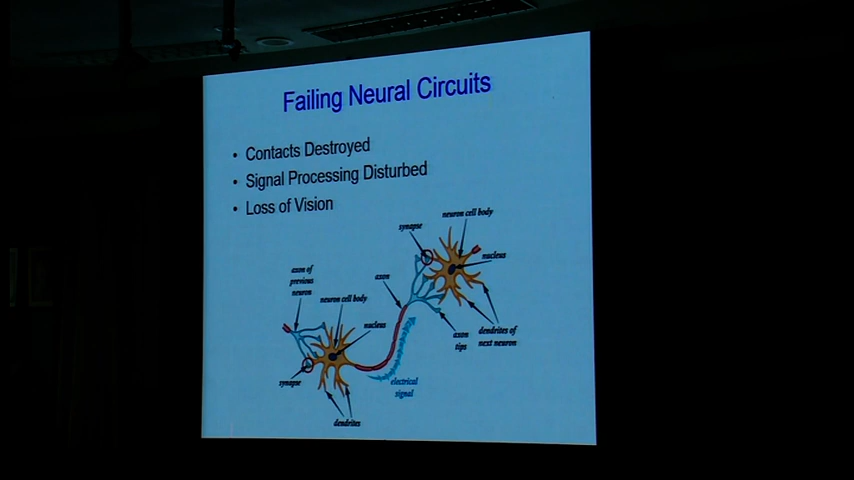 Failing Neural Circuits
• Contacts Destroyed
• Signal Processing Disturbed
• Loss of Vision
neuron cell body
synapse
nucleus
axon of
previous
neuron
axon
neuron cell body
nucleus
axon
tips
dendrites of
next neuron
synapse
electrical
signal
dendrites